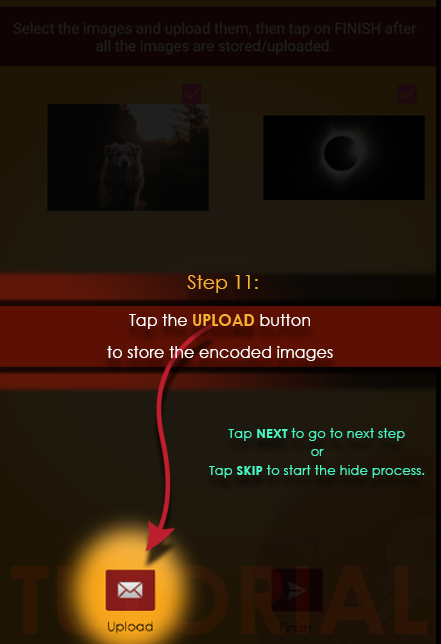 Select the images and upload them, then tap on FINISH after
all the images are stored/uploaded.
Step 11:
Tap the UPLOAD button
to store the encoded images
Tap NEXT to go to next step
or
Tap SKIP to start the hide process.
TUTORIAL
Upload
Finish